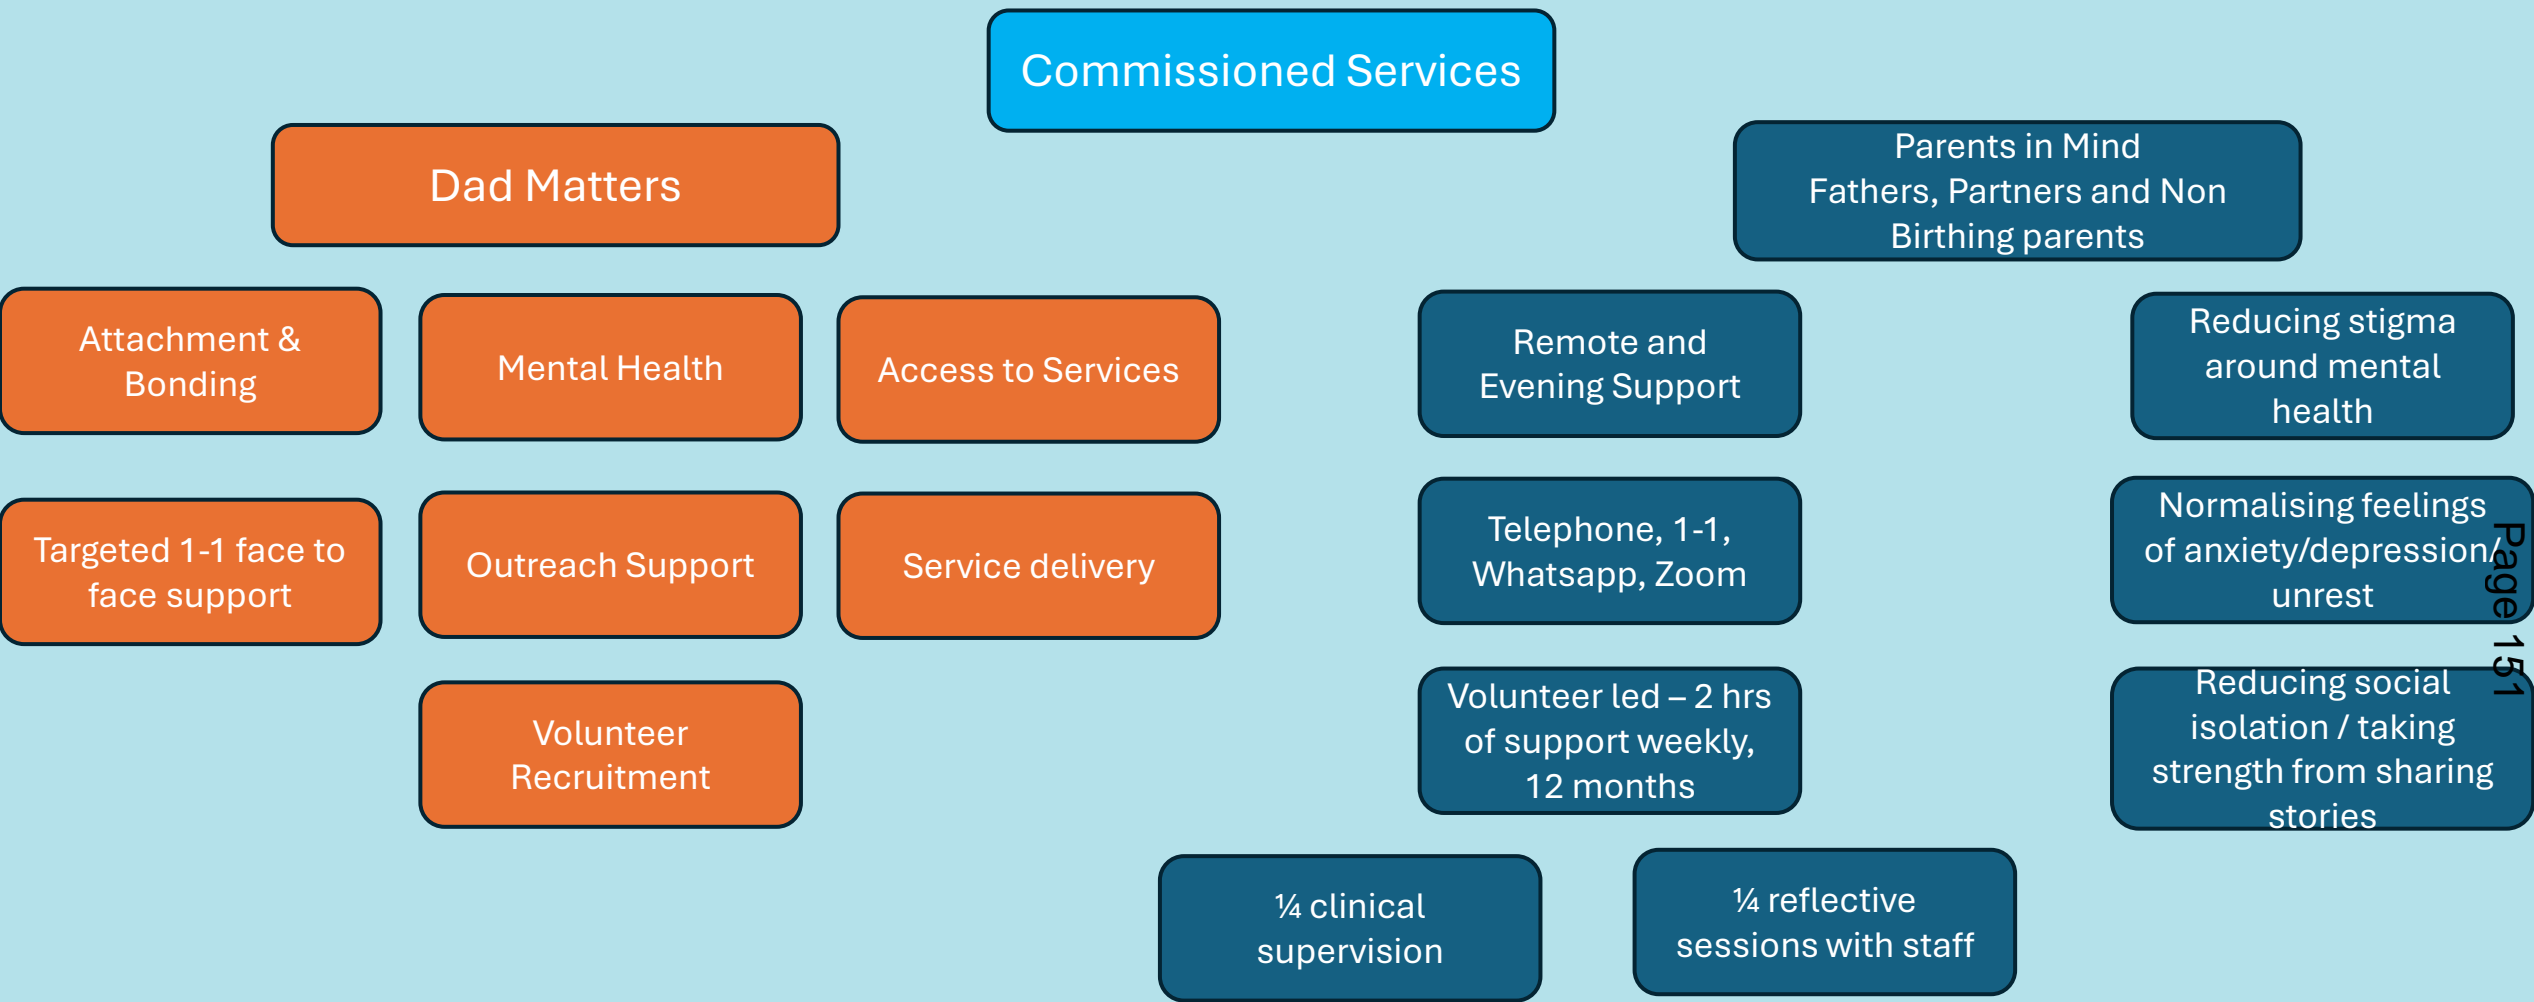 Commissioned Services
Dad Matters
Parents in Mind
Fathers, Partners and Non
Birthing parents
Attachment &
Bonding
Mental Health
Access to Services
Remote and
Evening Support
Reducing stigma
around mental
health
Targeted 1-1 face to
face support
Outreach Support
Service delivery
Telephone, 1-1,
Whatsapp, Zoom
Normalising feelings
of anxiety/depression/
unrest
Page 151
Volunteer
Recruitment
Volunteer led – 2 hrs
of support weekly,
12 months
Reducing social
isolation / taking
strength from sharing
stories
¼ clinical
supervision
¼ reflective
sessions with staff